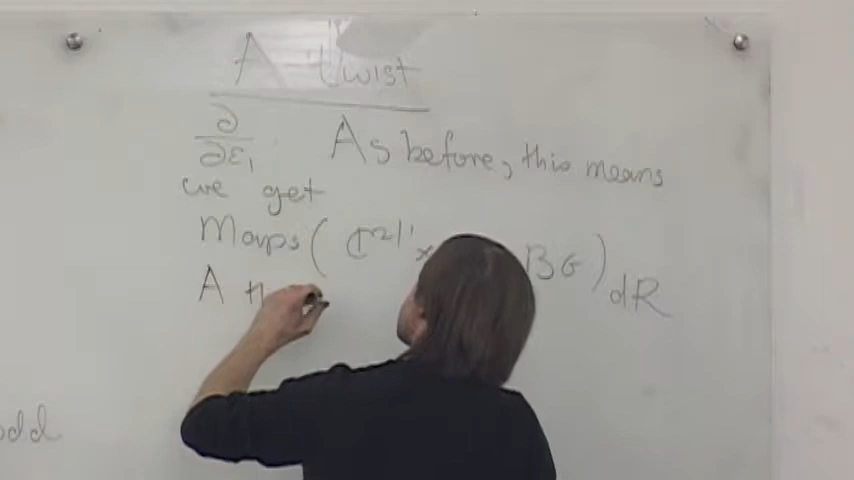 A - twist
∂/∂ε₁ As before, this means
we get
Maps ( ℂ^{2|1} × BG )_{dR}
A
odd